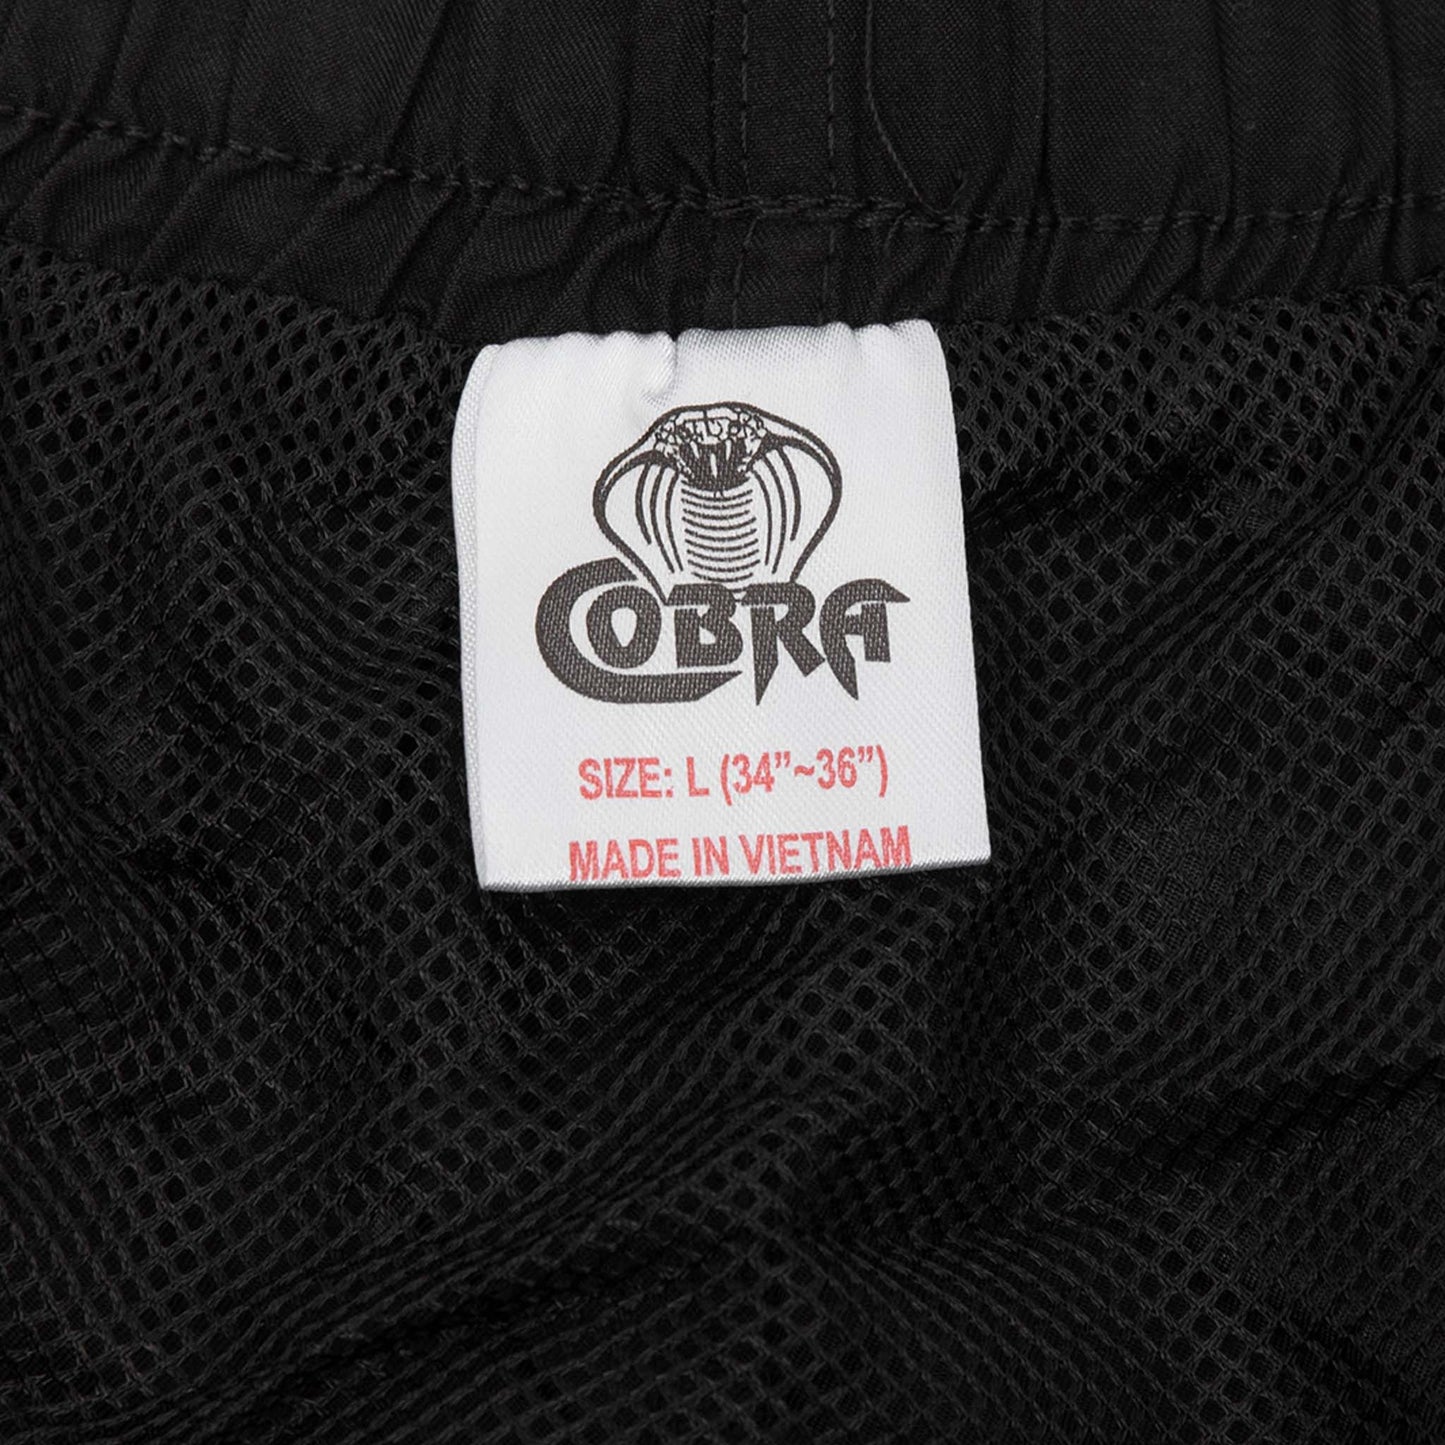 COBRA
SIZE: L (34”~36”)
MADE IN VIETNAM